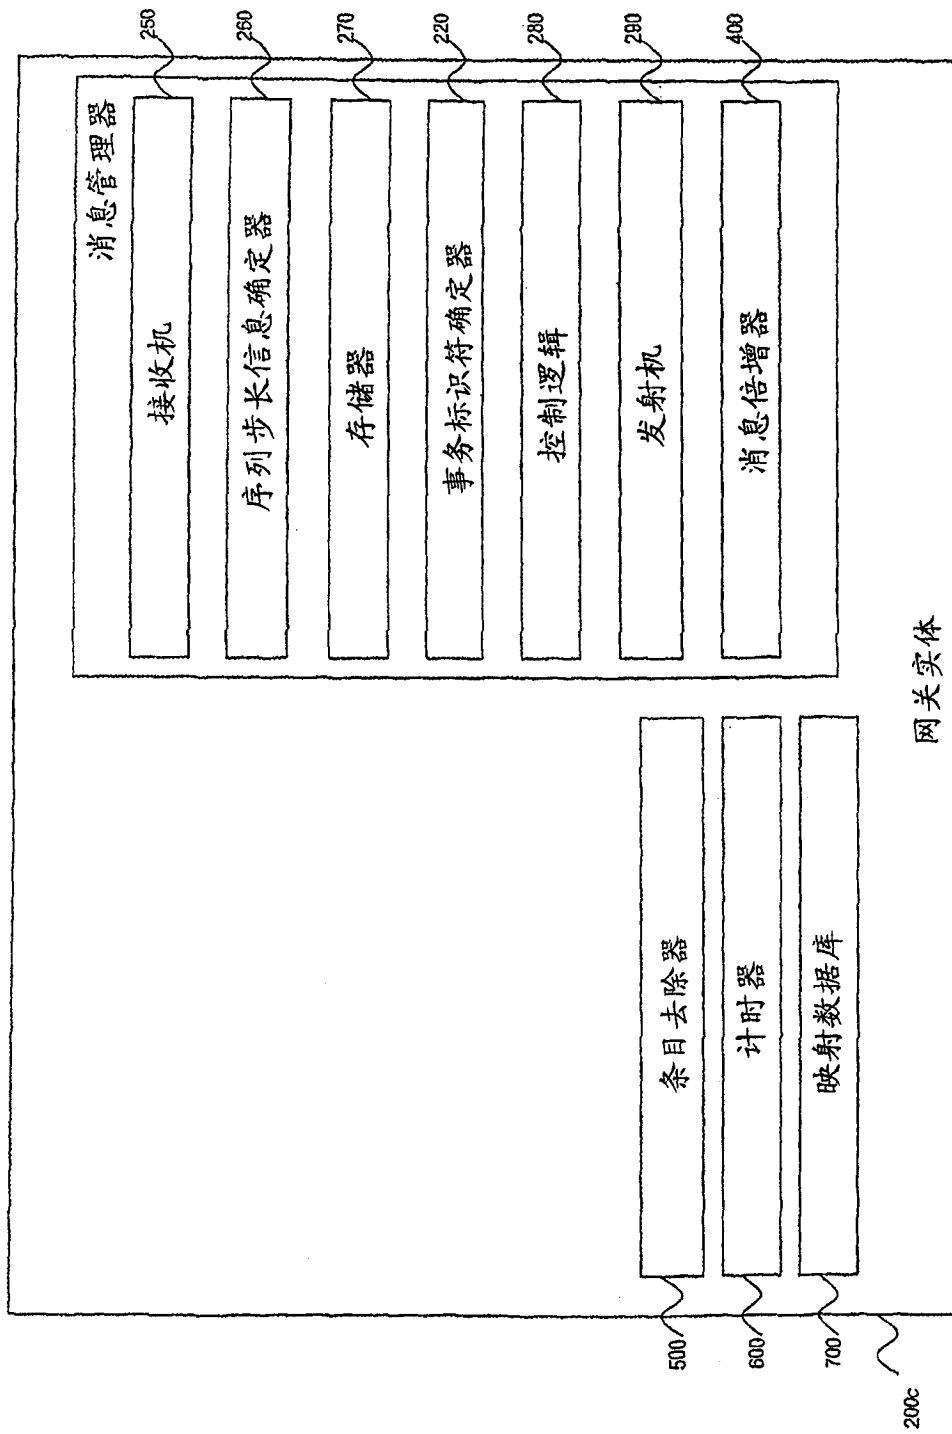 消息管理器
接收机
250
序列步长信息确定器
260
存储器
270
事务标识符确定器
220
控制逻辑
280
发射机
290
消息倍增器
400
条目去除器
500
计时器
600
映射数据库
700
网关实体
200c